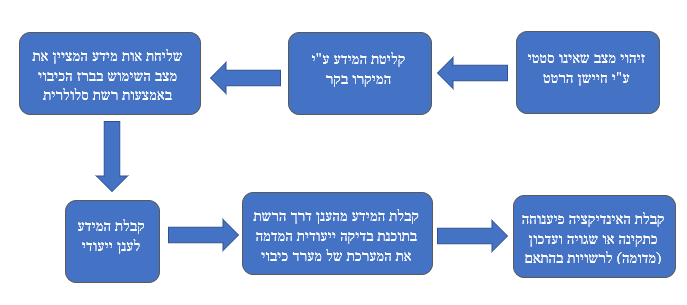 זיהוי מצב שאינו סטטי
ע"י חיישן הרטט
קליטת המידע ע"י
המיקרו בקר
שליחת אות מידע המציין את
מצב השימוש בברז הכיבוי
באמצעות רשת סלולרית
קבלת המידע
לענן ייעודי
קבלת המידע מהענן דרך הרשת
בתוכנת בדיקה ייעודית המדמה
את המערכת של מערד כיבוי
קבלת האינדיקציה פיענוחה
כתקינה או שגויה ועדכון
(מדומה) לרשויות בהתאם